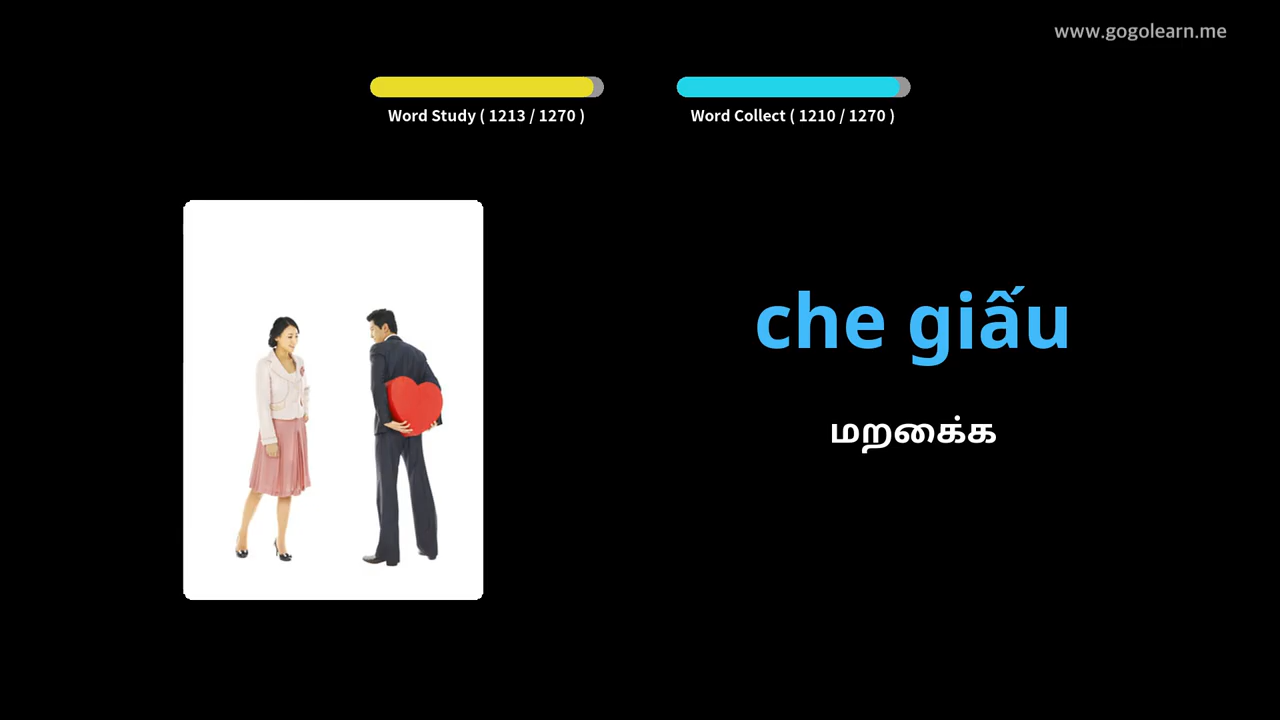 www.gogolearn.me
Word Study ( 1213 / 1270 )
Word Collect ( 1210 / 1270 )
che giấu
மறைக்க